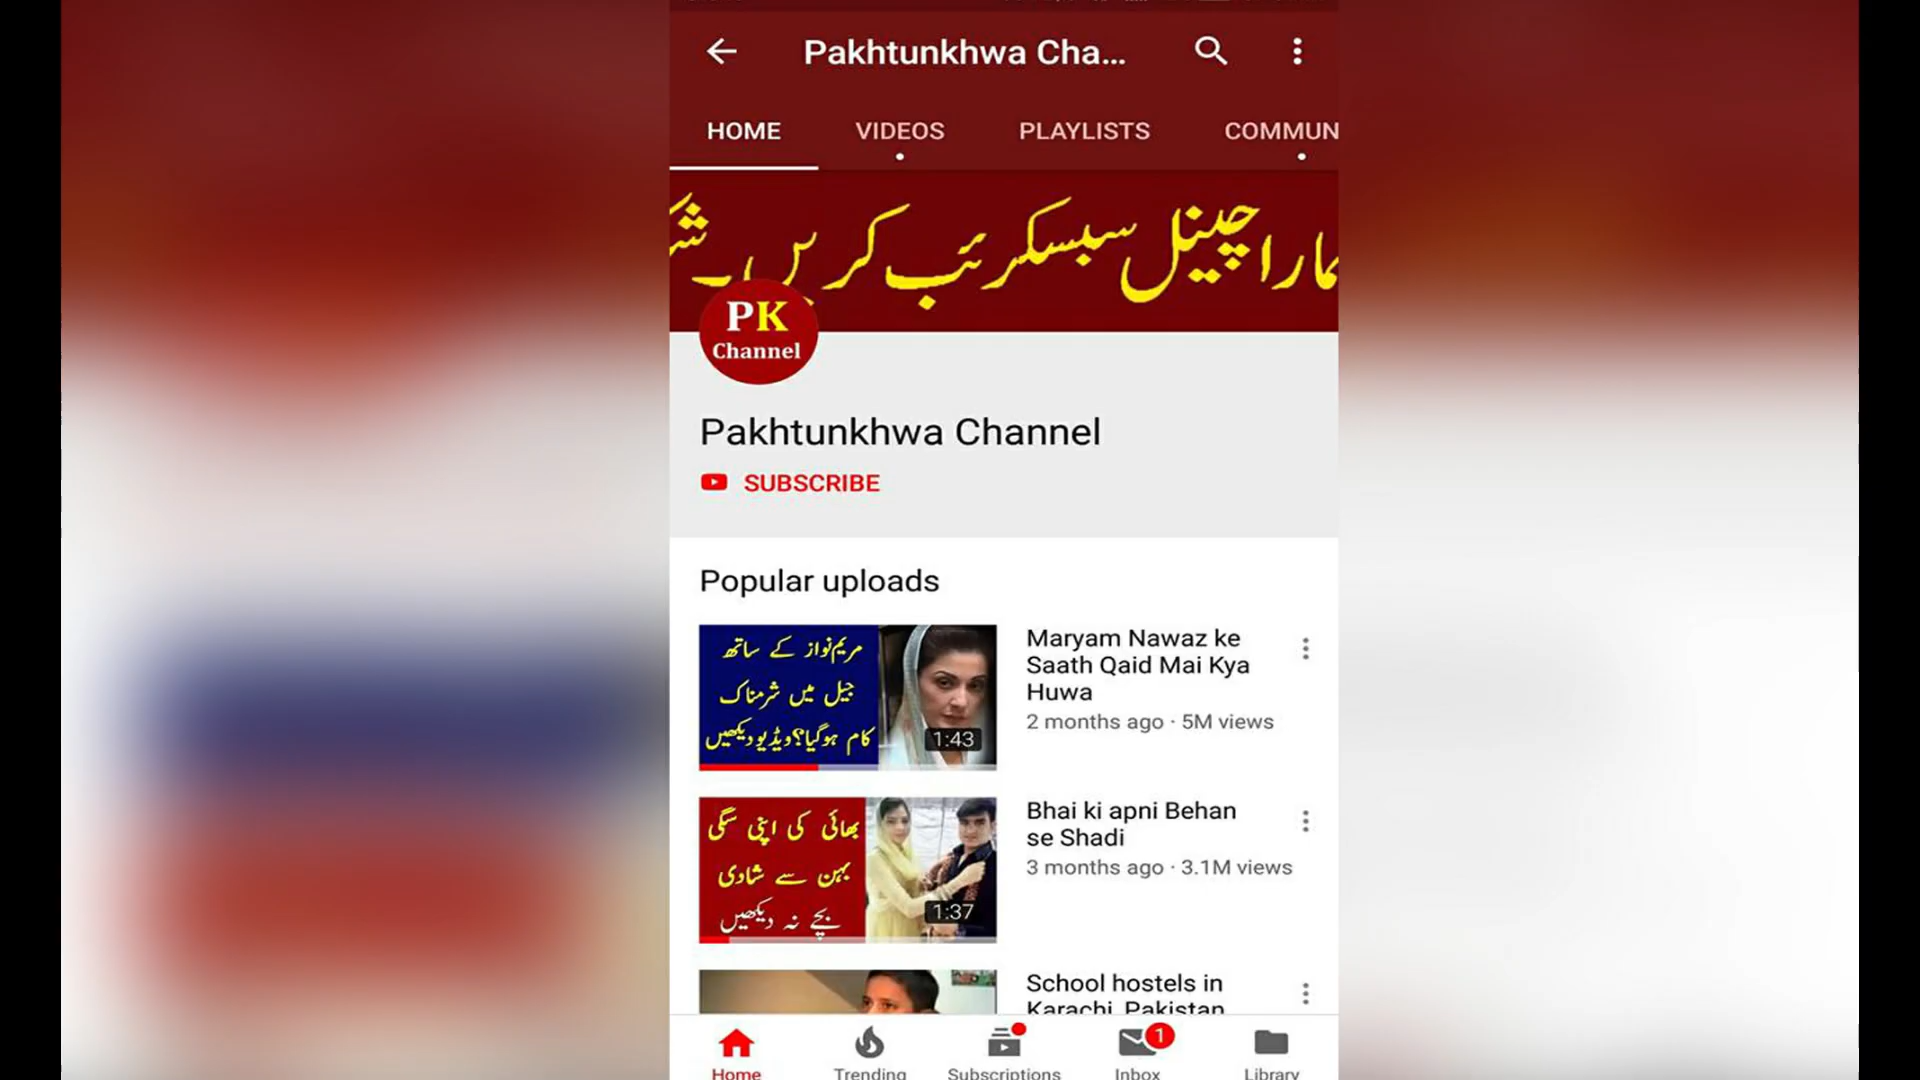 Pakhtunkhwa Cha...
HOME VIDEOS PLAYLISTS COMMUN
ہمارا چینل سبسکرائب کریں۔
PK
Channel
Pakhtunkhwa Channel
SUBSCRIBE
Popular uploads
مریم نواز کے ساتھ
جیل میں شرمناک
کام ہوگیا؟ ویڈیو دیکھیں
1:43
Maryam Nawaz ke
Saath Qaid Mai Kya
Huwa
2 months ago · 5M views
بھائی کی اپنی سگی
بہن سے شادی
بچے نہ دیکھیں
1:37
Bhai ki apni Behan
se Shadi
3 months ago · 3.1M views
School hostels in
Karachi, Pakistan
1
Home Trending Subscriptions Inbox Library